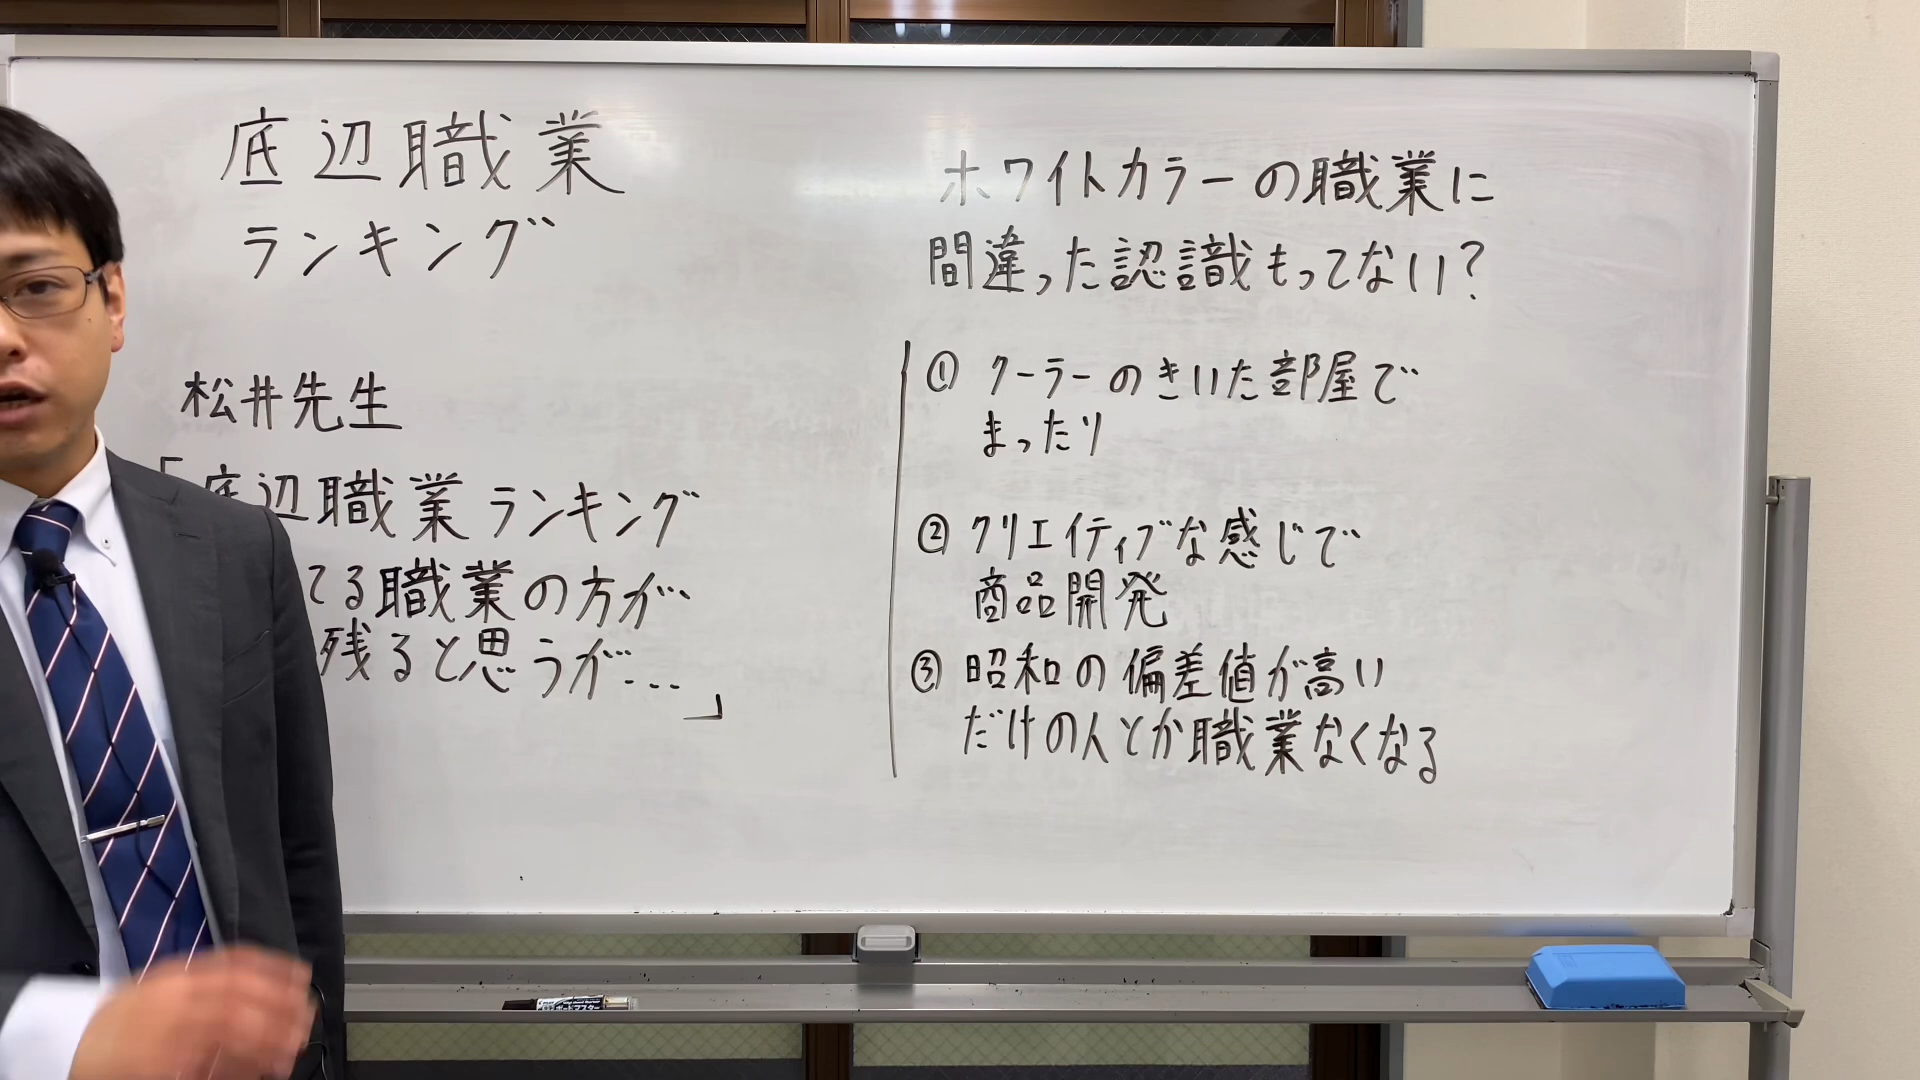 底辺職業
ランキング
松井先生
「底辺職業ランキング
てる職業の方が
残ると思うが…」
ホワイトカラーの職業に
間違った認識もってない?
① クーラーのきいた部屋で
まったり
② クリエイティブな感じで
商品開発
③ 昭和の偏差値が高い
だけの人とか職業なくなる